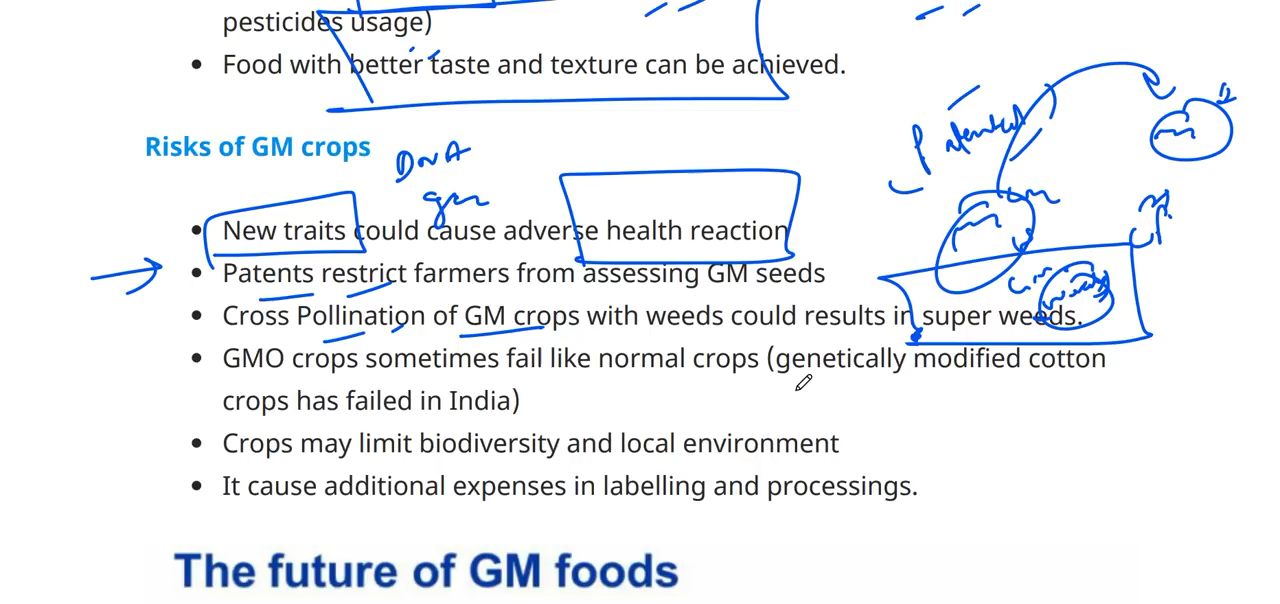 pesticides usage)
• Food with better taste and texture can be achieved.
Patented
Risks of GM crops
DNA
gen
• New traits could cause adverse health reaction
• Patents restrict farmers from assessing GM seeds
• Cross Pollination of GM crops with weeds could results in super weeds.
• GMO crops sometimes fail like normal crops (genetically modified cotton
crops has failed in India)
• Crops may limit biodiversity and local environment
• It cause additional expenses in labelling and processings.
The future of GM foods